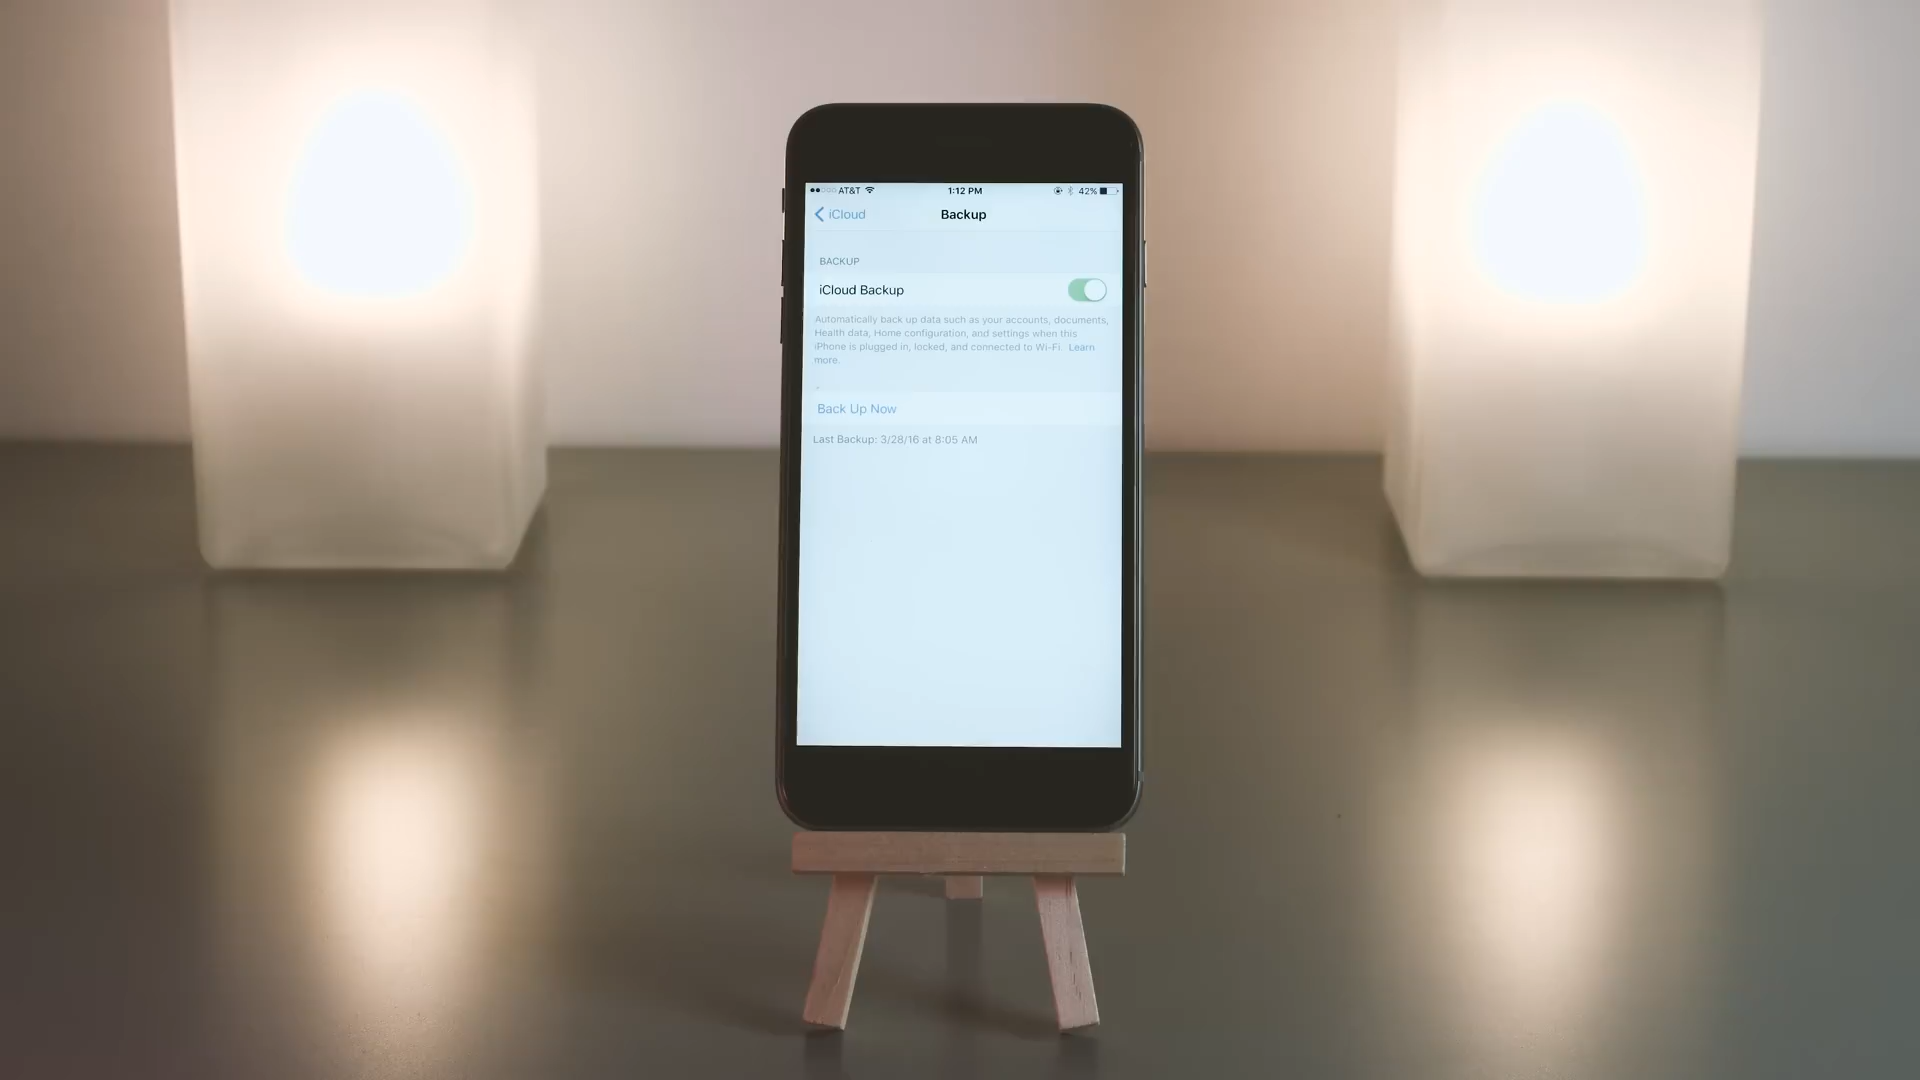 AT&T 1:12 PM 42%
iCloud Backup
BACKUP
iCloud Backup
Automatically back up data such as your accounts, documents,
Health data, Home configuration, and settings when this
iPhone is plugged in, locked, and connected to Wi-Fi. Learn
more.
Back Up Now
Last Backup: 3/28/16 at 8:05 AM